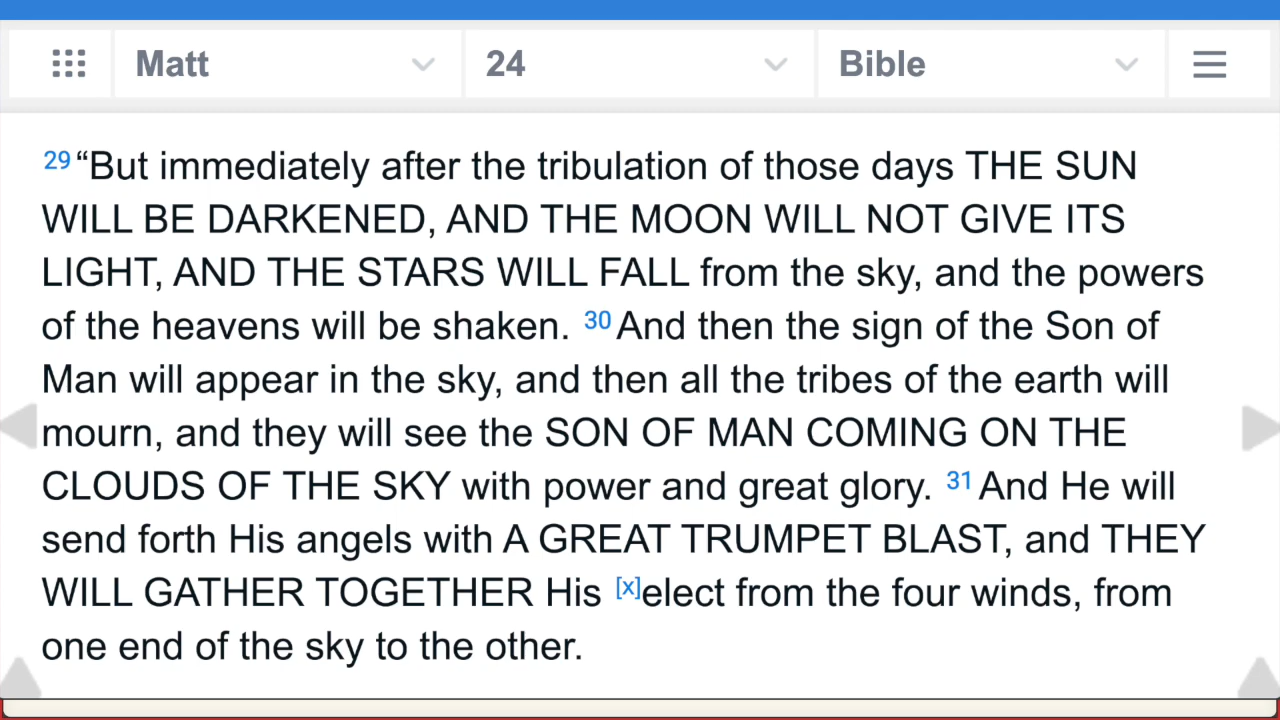 Matt 24 Bible
29 “But immediately after the tribulation of those days THE SUN
WILL BE DARKENED, AND THE MOON WILL NOT GIVE ITS
LIGHT, AND THE STARS WILL FALL from the sky, and the powers
of the heavens will be shaken. 30 And then the sign of the Son of
Man will appear in the sky, and then all the tribes of the earth will
mourn, and they will see the SON OF MAN COMING ON THE
CLOUDS OF THE SKY with power and great glory. 31 And He will
send forth His angels with A GREAT TRUMPET BLAST, and THEY
WILL GATHER TOGETHER His [x]elect from the four winds, from
one end of the sky to the other.